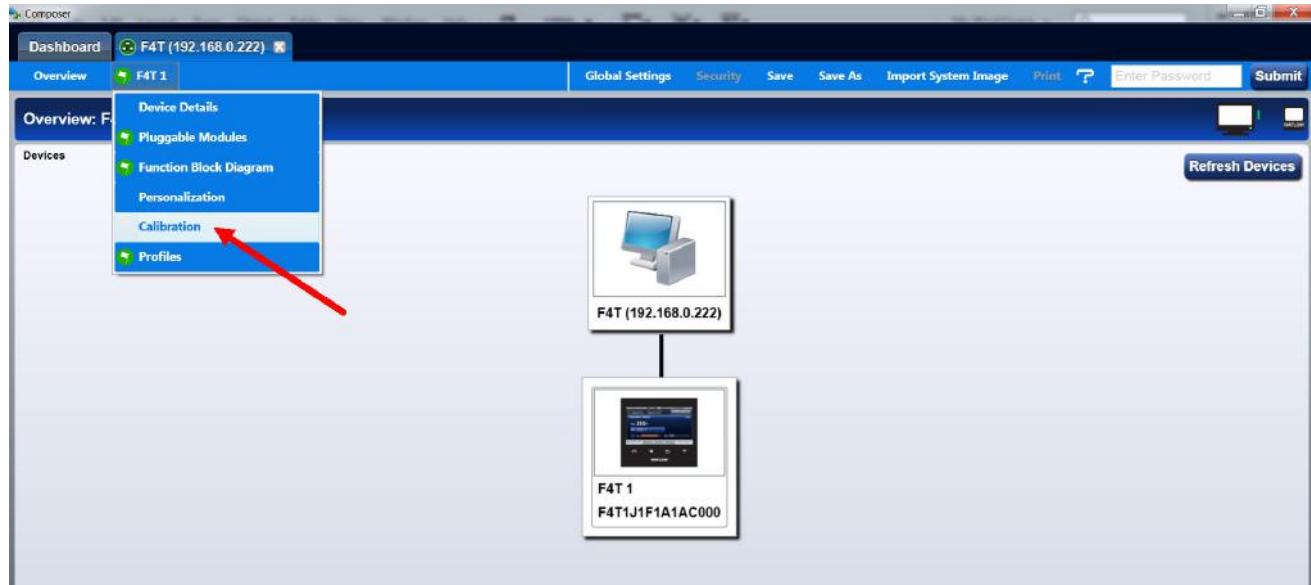 Composer
Dashboard F4T (192.168.0.222)
Overview F4T 1 Global Settings Security Save Save As Import System Image Print ? Enter Password Submit
Overview: F
Device Details
Pluggable Modules
Function Block Diagram
Personalization
Calibration
Profiles
Devices
Refresh Devices
F4T (192.168.0.222)
F4T 1
F4T1J1F1A1AC000